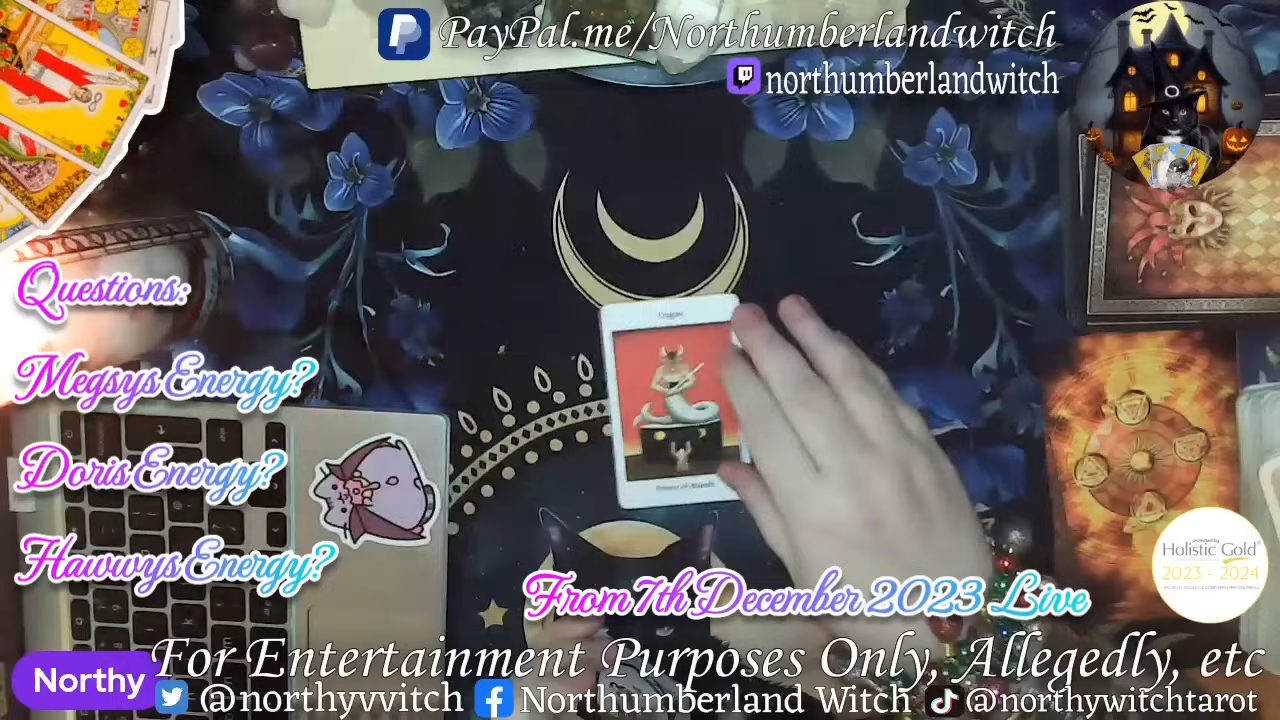 PayPal.me/Northumberlandwitch
northumberlandwitch
Questions:
Megsys Energy?
Doris Energy?
Hawwys Energy?
Holistic Gold
2023 - 2024
From 7th December 2023 Live
For Entertainment Purposes Only, Allegedly, etc
Northy
@northyvvitch
Northumberland Witch
@northywitchtarot